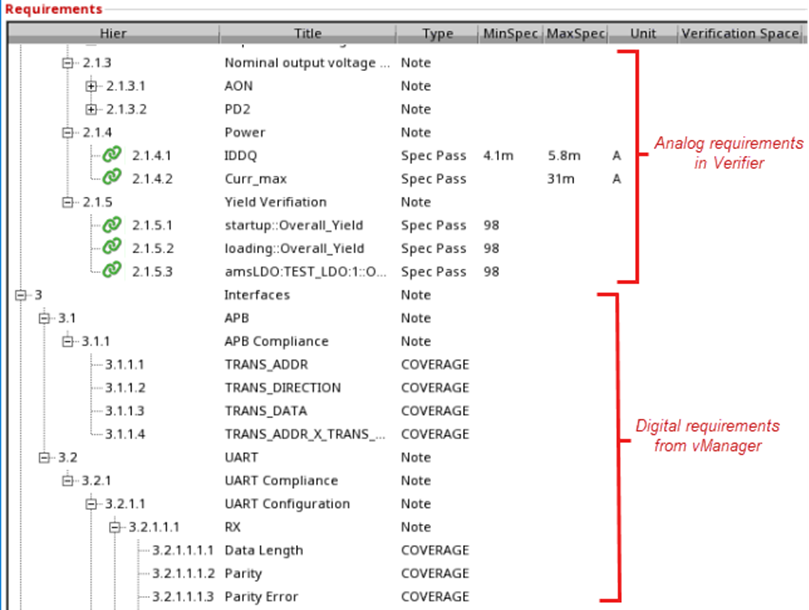 Requirements
Hier Title Type MinSpec MaxSpec Unit Verification Space
2.1.3 Nominal output voltage ... Note
2.1.3.1 AON Note
2.1.3.2 PD2 Note
2.1.4 Power Note
2.1.4.1 IDDQ Spec Pass 4.1m 5.8m A
2.1.4.2 Curr_max Spec Pass 31m A
2.1.5 Yield Verifiation Note
2.1.5.1 startup::Overall_Yield Spec Pass 98
2.1.5.2 loading::Overall_Yield Spec Pass 98
2.1.5.3 amsLDO:TEST_LDO:1::O... Spec Pass 98
Analog requirements
in Verifier
3 Interfaces Note
3.1 APB Note
3.1.1 APB Compliance Note
3.1.1.1 TRANS_ADDR COVERAGE
3.1.1.2 TRANS_DIRECTION COVERAGE
3.1.1.3 TRANS_DATA COVERAGE
3.1.1.4 TRANS_ADDR_X_TRANS_... COVERAGE
3.2 UART Note
3.2.1 UART Compliance Note
3.2.1.1 UART Configuration Note
3.2.1.1.1 RX Note
3.2.1.1.1.1 Data Length COVERAGE
3.2.1.1.1.2 Parity COVERAGE
3.2.1.1.1.3 Parity Error COVERAGE
Digital requirements
from vManager